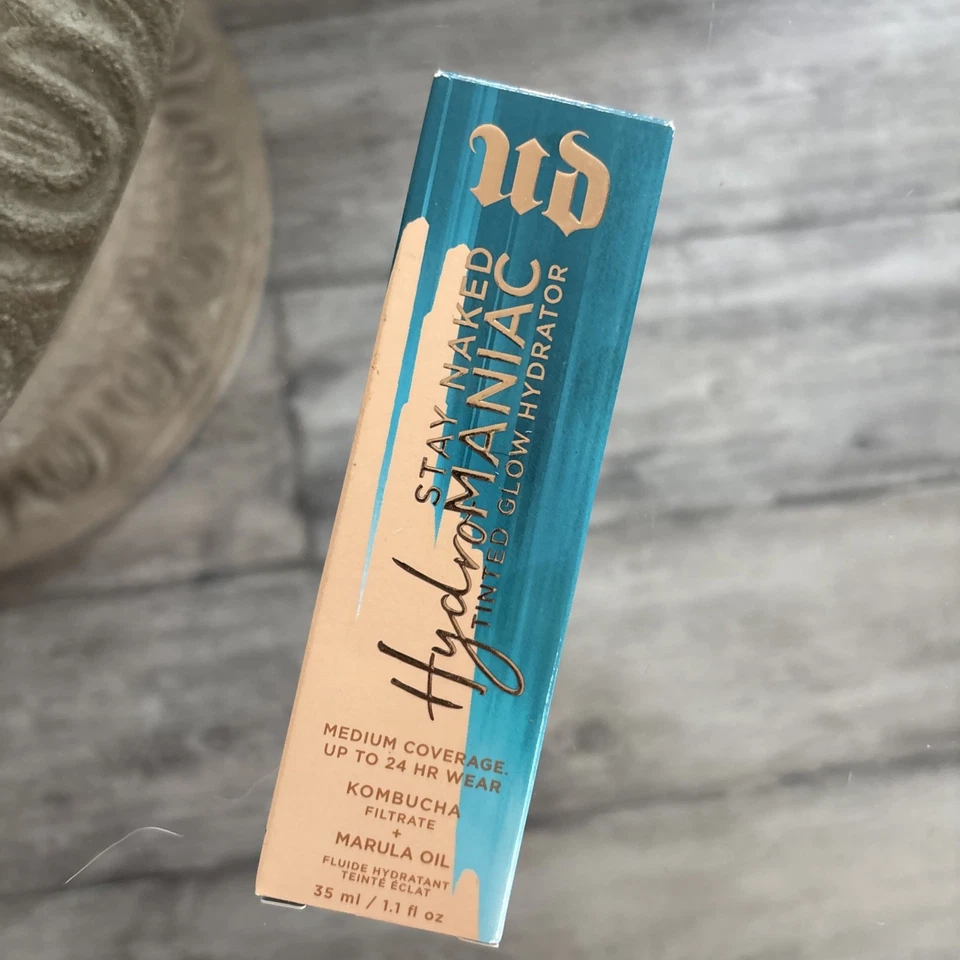 ud
STAY NAKED
HydroMANIAC
TINTED GLOW HYDRATOR
MEDIUM COVERAGE.
UP TO 24 HR WEAR
KOMBUCHA
FILTRATE
+
MARULA OIL
FLUIDE HYDRATANT
TEINTÉ ÉCLAT
35 ml / 1.1 fl oz